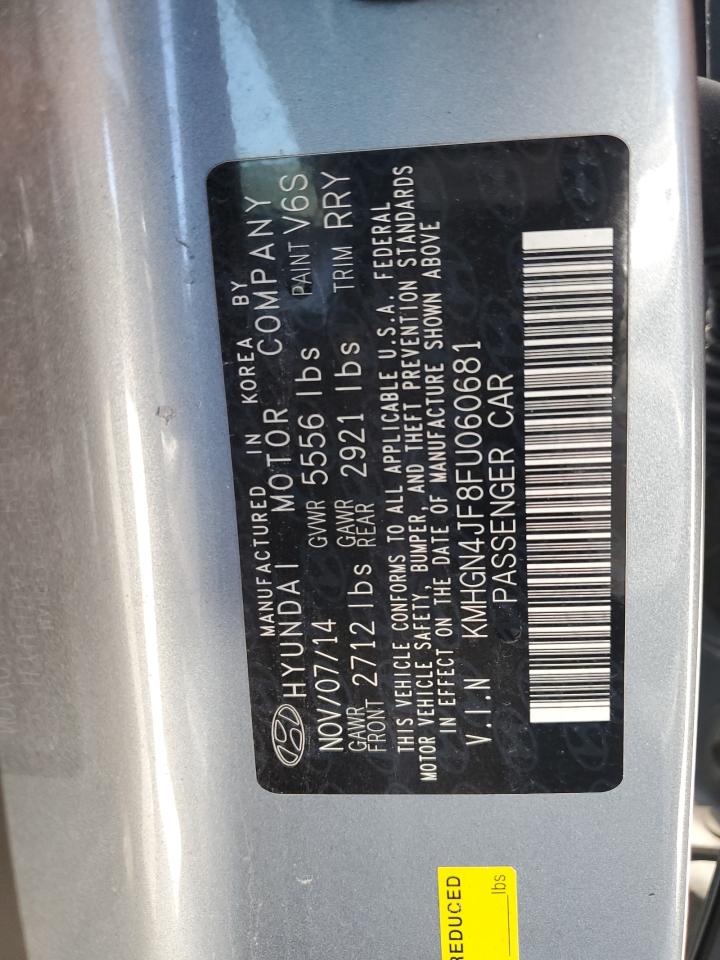 MANUFACTURED IN KOREA BY
HYUNDAI MOTOR COMPANY
NOV/07/14 GVWR 5556 lbs PAINT V6S
GAWR FRONT 2712 lbs GAWR REAR 2921 lbs TRIM RRY
THIS VEHICLE CONFORMS TO ALL APPLICABLE U.S.A. FEDERAL
MOTOR VEHICLE SAFETY, BUMPER, AND THEFT PREVENTION STANDARDS
IN EFFECT ON THE DATE OF MANUFACTURE SHOWN ABOVE
V.I.N KMHGN4JF8FU060681
PASSENGER CAR
REDUCED
lbs